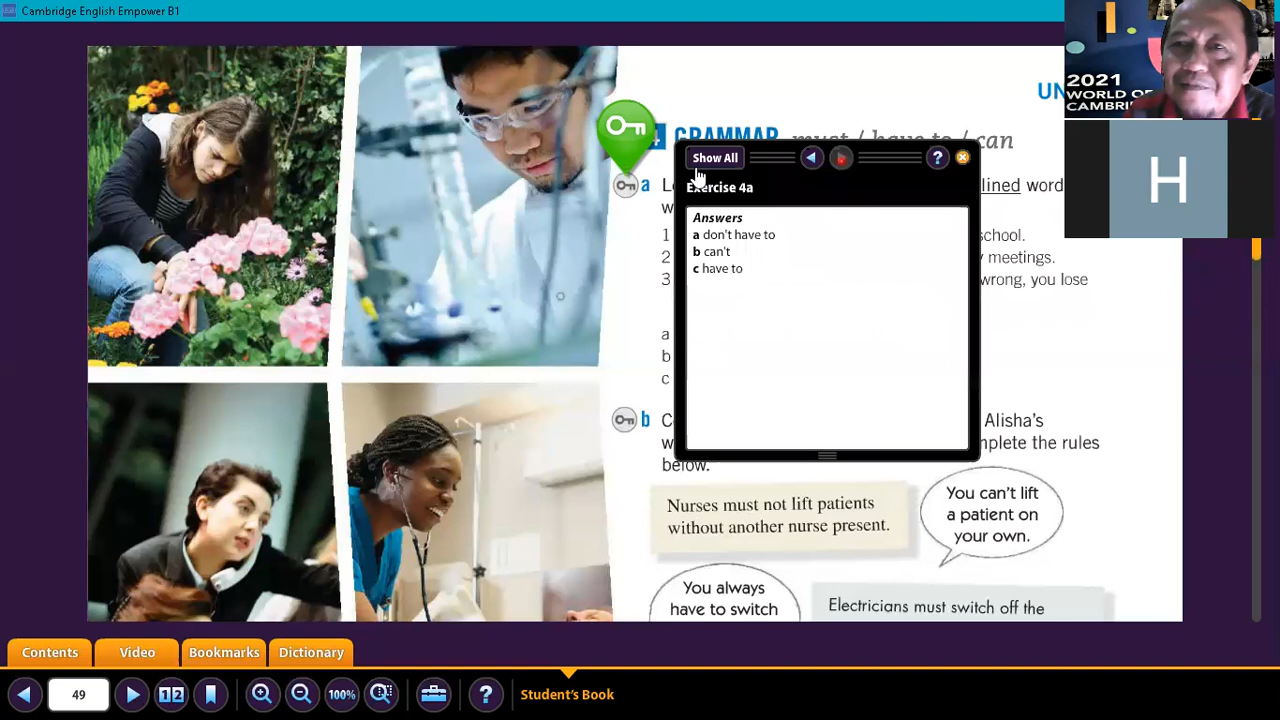 Cambridge English Empower B1
2021
WORLD OF
CAMBRI
H
UN
4 GRAMMAR must / have to / can
Show All
?
Exercise 4a
Answers
a don't have to
b can't
c have to
a L
lined word
w
1
school.
2
meetings.
3
wrong, you lose
a
b
c
b C
Alisha's
w
mplete the rules
below.
Nurses must not lift patients
without another nurse present.
You can't lift
a patient on
your own.
You always
have to switch
Electricians must switch off the
Contents
Video
Bookmarks
Dictionary
49
1 2
100%
?
Student's Book